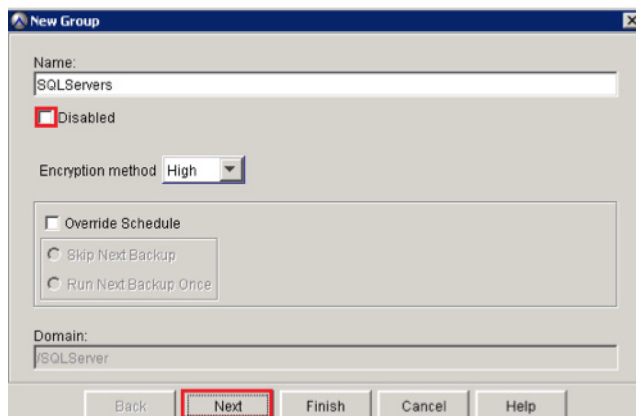 New Group
Name:
SQLServers
Disabled
Encryption method High
Override Schedule
Skip Next Backup
Run Next Backup Once
Domain:
/SQLServer
Back Next Finish Cancel Help